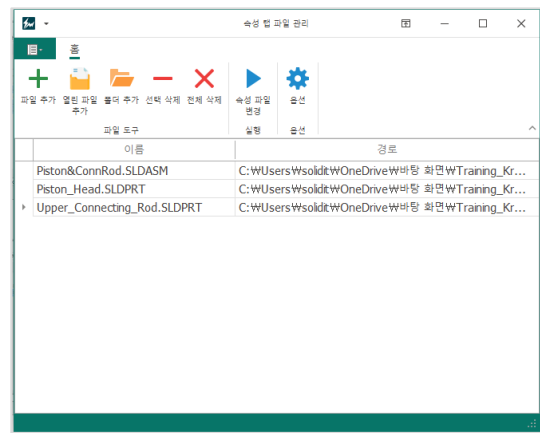 속성 탭 파일 관리
홈
파일 추가
열린 파일 추가
폴더 추가
선택 삭제
전체 삭제
속성 파일 변경
옵션
파일 도구
실행
옵션
이름 경로
Piston&ConnRod.SLDASM C:₩Users₩solidit₩OneDrive₩바탕 화면₩Training_Kr...
Piston_Head.SLDPRT C:₩Users₩solidit₩OneDrive₩바탕 화면₩Training_Kr...
Upper_Connecting_Rod.SLDPRT C:₩Users₩solidit₩OneDrive₩바탕 화면₩Training_Kr...